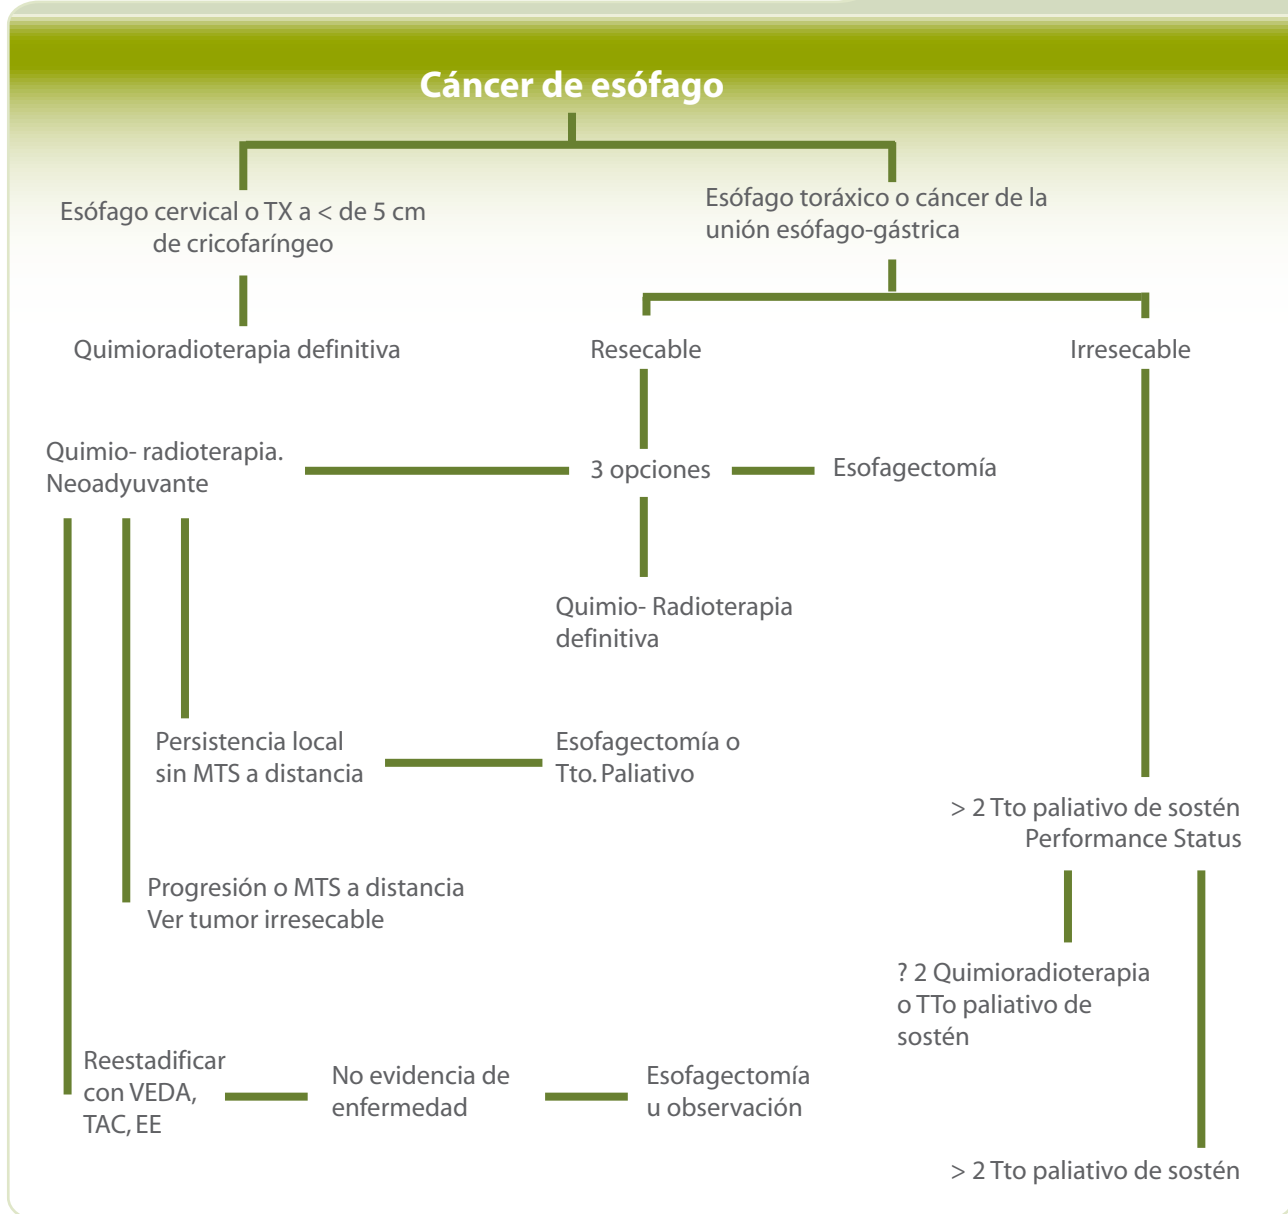 Cáncer de esófago
Esófago cervical o TX a < de 5 cm
de cricofaríngeo
Esófago toráxico o cáncer de la
unión esófago-gástrica
Quimioradioterapia definitiva
Resecable
Irresecable
Quimio- radioterapia.
Neoadyuvante
3 opciones
Esofagectomía
Quimio- Radioterapia
definitiva
Persistencia local
sin MTS a distancia
Esofagectomía o
Tto. Paliativo
> 2 Tto paliativo de sostén
Performance Status
Progresión o MTS a distancia
Ver tumor irresecable
? 2 Quimioradioterapia
o TTo paliativo de
sostén
Reestadificar
con VEDA,
TAC, EE
No evidencia de
enfermedad
Esofagectomía
u observación
> 2 Tto paliativo de sostén